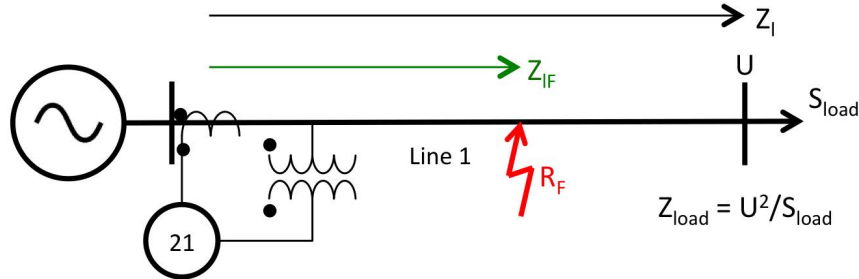 Z_l
Z_lF
U
S_load
Line 1
R_F
Z_load = U²/S_load
21